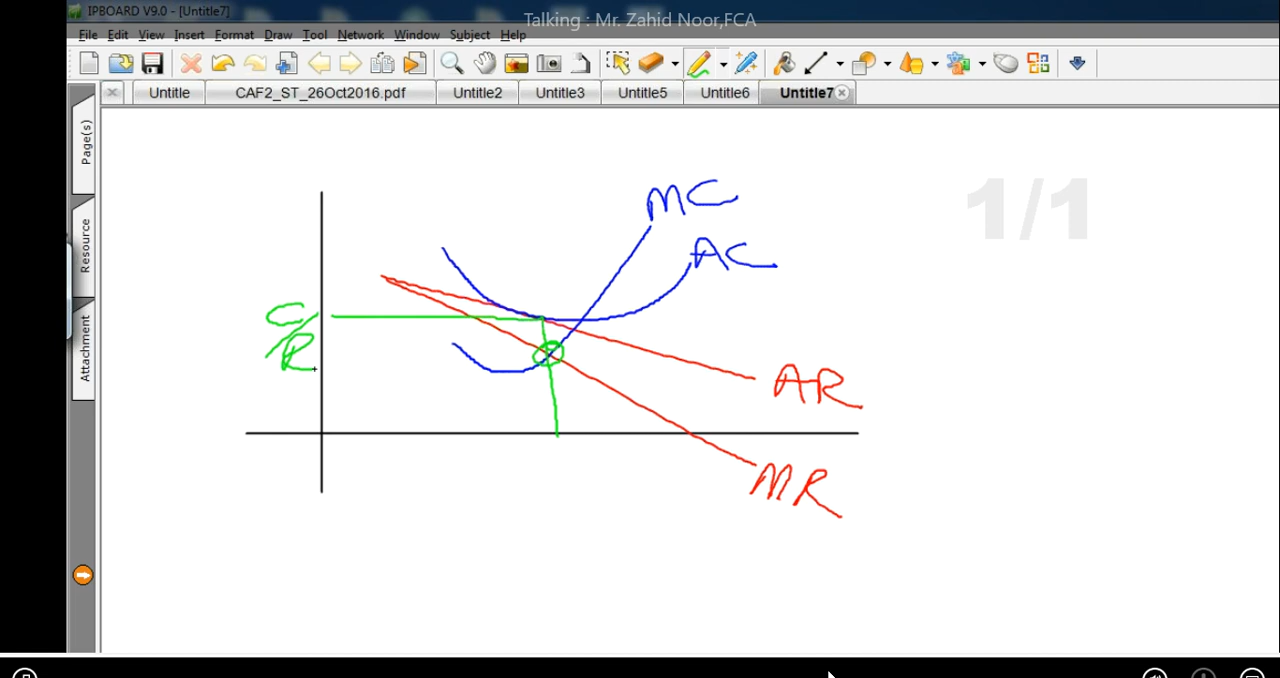 IPBOARD V9.0 - [Untitle7]
Talking : Mr. Zahid Noor,FCA
File Edit View Insert Format Draw Tool Network Window Subject Help
Untitle CAF2_ST_26Oct2016.pdf Untitle2 Untitle3 Untitle5 Untitle6 Untitle7
Page(s)
Resource
Attachment
1/1
MC
AC
C/R
AR
MR